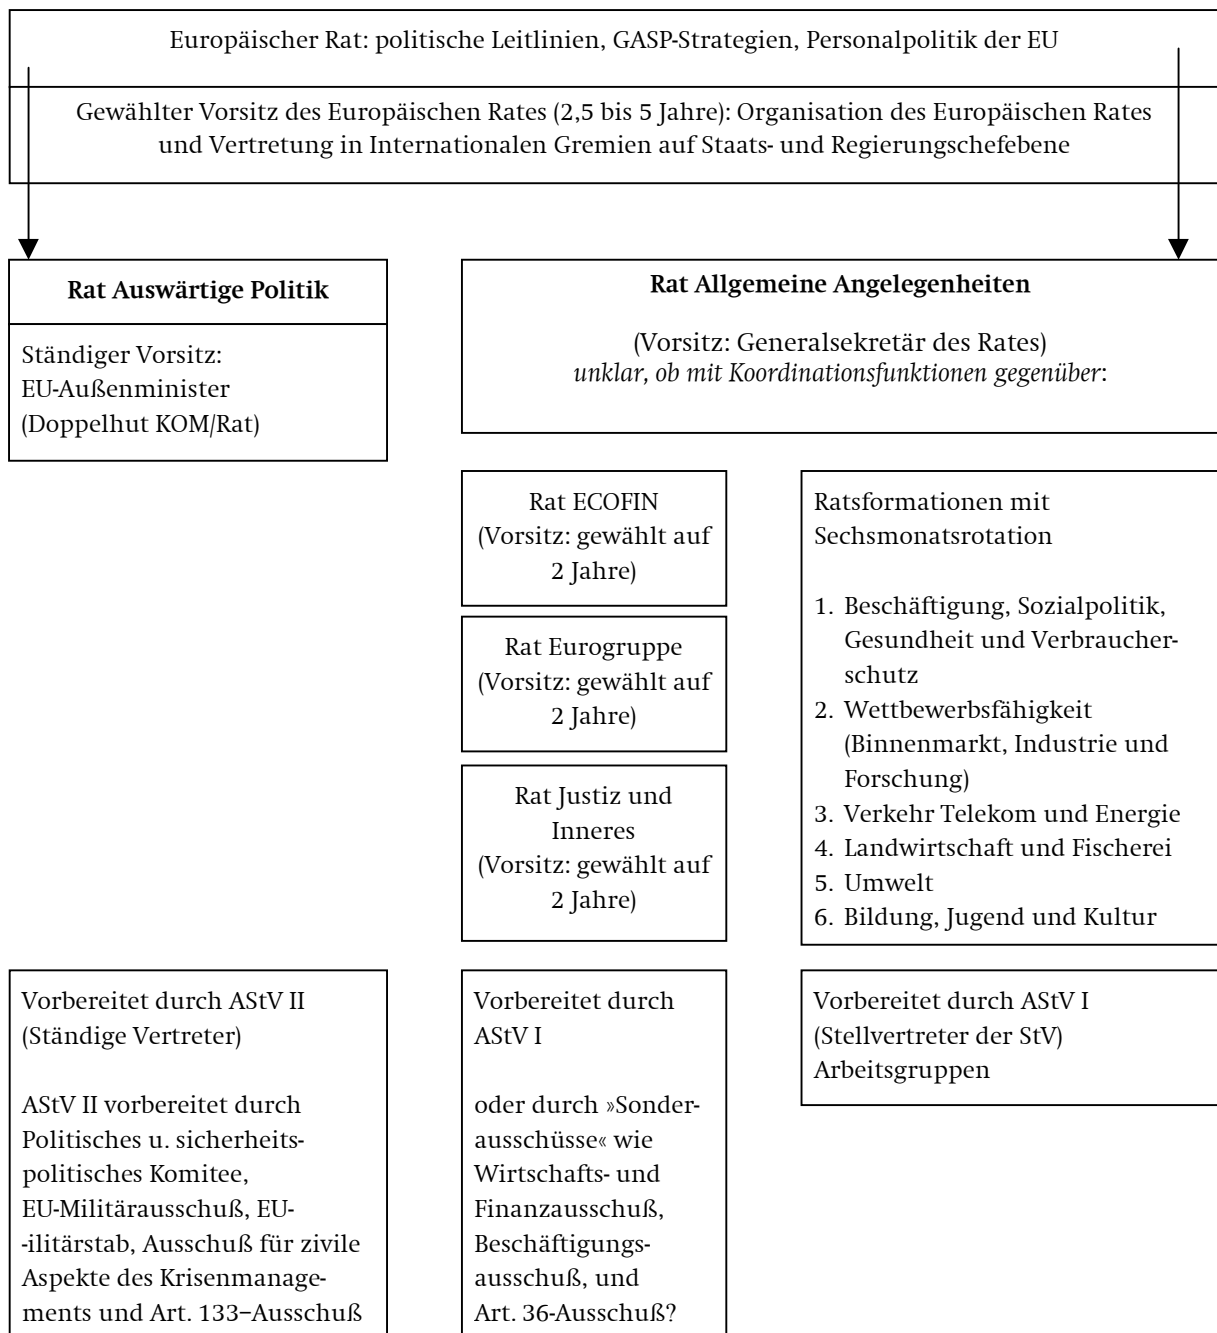 Europäischer Rat: politische Leitlinien, GASP-Strategien, Personalpolitik der EU
Gewählter Vorsitz des Europäischen Rates (2,5 bis 5 Jahre): Organisation des Europäischen Rates
und Vertretung in Internationalen Gremien auf Staats- und Regierungschefebene
Rat Auswärtige Politik
Ständiger Vorsitz:
EU-Außenminister
(Doppelhut KOM/Rat)
Rat Allgemeine Angelegenheiten
(Vorsitz: Generalsekretär des Rates)
unklar, ob mit Koordinationsfunktionen gegenüber:
Rat ECOFIN
(Vorsitz: gewählt auf
2 Jahre)
Rat Eurogruppe
(Vorsitz: gewählt auf
2 Jahre)
Rat Justiz und
Inneres
(Vorsitz: gewählt auf
2 Jahre)
Ratsformationen mit
Sechsmonatsrotation
1. Beschäftigung, Sozialpolitik,
Gesundheit und Verbraucher-
schutz
2. Wettbewerbsfähigkeit
(Binnenmarkt, Industrie und
Forschung)
3. Verkehr Telekom und Energie
4. Landwirtschaft und Fischerei
5. Umwelt
6. Bildung, Jugend und Kultur
Vorbereitet durch AStV II
(Ständige Vertreter)
AStV II vorbereitet durch
Politisches u. sicherheits-
politisches Komitee,
EU-Militärausschuß, EU-
-ilitärstab, Ausschuß für zivile
Aspekte des Krisenmanage-
ments und Art. 133–Ausschuß
Vorbereitet durch
AStV I
oder durch »Sonder-
ausschüsse« wie
Wirtschafts- und
Finanzausschuß,
Beschäftigungs-
ausschuß, und
Art. 36-Ausschuß?
Vorbereitet durch AStV I
(Stellvertreter der StV)
Arbeitsgruppen